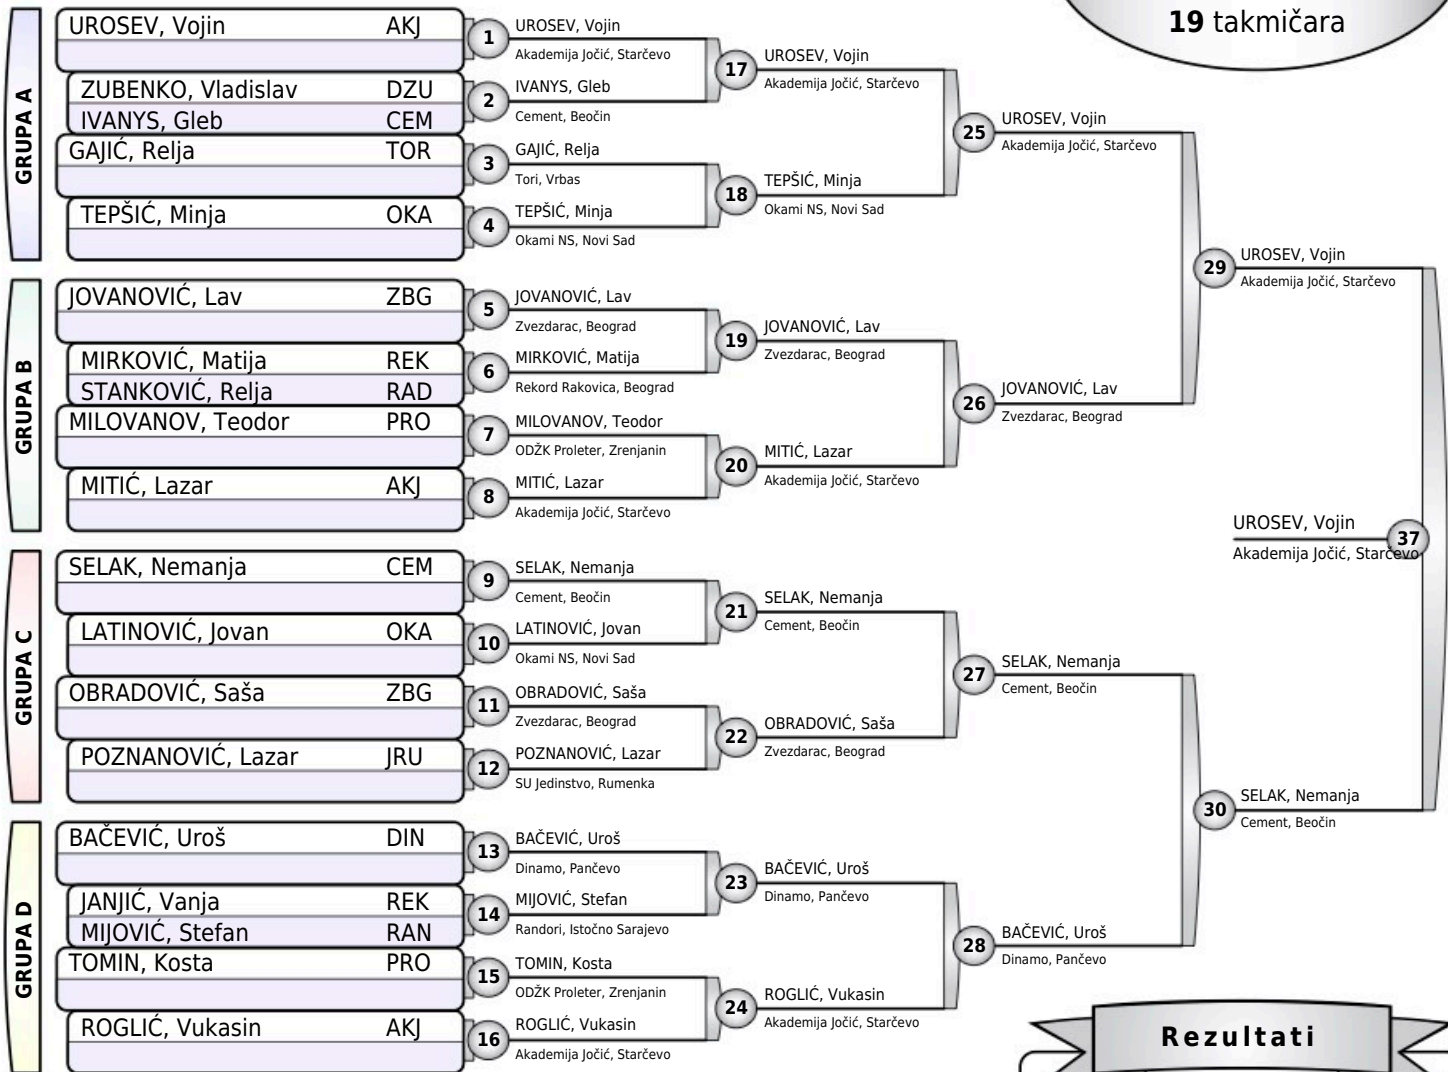 19 takmičara
GRUPA A
UROSEV, Vojin AKJ
ZUBENKO, Vladislav DZU
IVANYS, Gleb CEM
GAJIĆ, Relja TOR
TEPŠIĆ, Minja OKA
1
UROSEV, Vojin
Akademija Jočić, Starčevo
2
IVANYS, Gleb
Cement, Beočin
3
GAJIĆ, Relja
Tori, Vrbas
4
TEPŠIĆ, Minja
Okami NS, Novi Sad
17
UROSEV, Vojin
Akademija Jočić, Starčevo
18
TEPŠIĆ, Minja
Okami NS, Novi Sad
25
UROSEV, Vojin
Akademija Jočić, Starčevo
GRUPA B
JOVANOVIĆ, Lav ZBG
MIRKOVIĆ, Matija REK
STANKOVIĆ, Relja RAD
MILOVANOV, Teodor PRO
MITIĆ, Lazar AKJ
5
JOVANOVIĆ, Lav
Zvezdarac, Beograd
6
MIRKOVIĆ, Matija
Rekord Rakovica, Beograd
7
MILOVANOV, Teodor
ODŽK Proleter, Zrenjanin
8
MITIĆ, Lazar
Akademija Jočić, Starčevo
19
JOVANOVIĆ, Lav
Zvezdarac, Beograd
20
MITIĆ, Lazar
Akademija Jočić, Starčevo
26
JOVANOVIĆ, Lav
Zvezdarac, Beograd
29
UROSEV, Vojin
Akademija Jočić, Starčevo
GRUPA C
SELAK, Nemanja CEM
LATINOVIĆ, Jovan OKA
OBRADOVIĆ, Saša ZBG
POZNANOVIĆ, Lazar JRU
9
SELAK, Nemanja
Cement, Beočin
10
LATINOVIĆ, Jovan
Okami NS, Novi Sad
11
OBRADOVIĆ, Saša
Zvezdarac, Beograd
12
POZNANOVIĆ, Lazar
SU Jedinstvo, Rumenka
21
SELAK, Nemanja
Cement, Beočin
22
OBRADOVIĆ, Saša
Zvezdarac, Beograd
27
SELAK, Nemanja
Cement, Beočin
GRUPA D
BAČEVIĆ, Uroš DIN
JANJIĆ, Vanja REK
MIJOVIĆ, Stefan RAN
TOMIN, Kosta PRO
ROGLIĆ, Vukasin AKJ
13
BAČEVIĆ, Uroš
Dinamo, Pančevo
14
MIJOVIĆ, Stefan
Randori, Istočno Sarajevo
15
TOMIN, Kosta
ODŽK Proleter, Zrenjanin
16
ROGLIĆ, Vukasin
Akademija Jočić, Starčevo
23
BAČEVIĆ, Uroš
Dinamo, Pančevo
24
ROGLIĆ, Vukasin
Akademija Jočić, Starčevo
28
BAČEVIĆ, Uroš
Dinamo, Pančevo
30
SELAK, Nemanja
Cement, Beočin
UROSEV, Vojin
37
Akademija Jočić, Starčevo
Rezultati